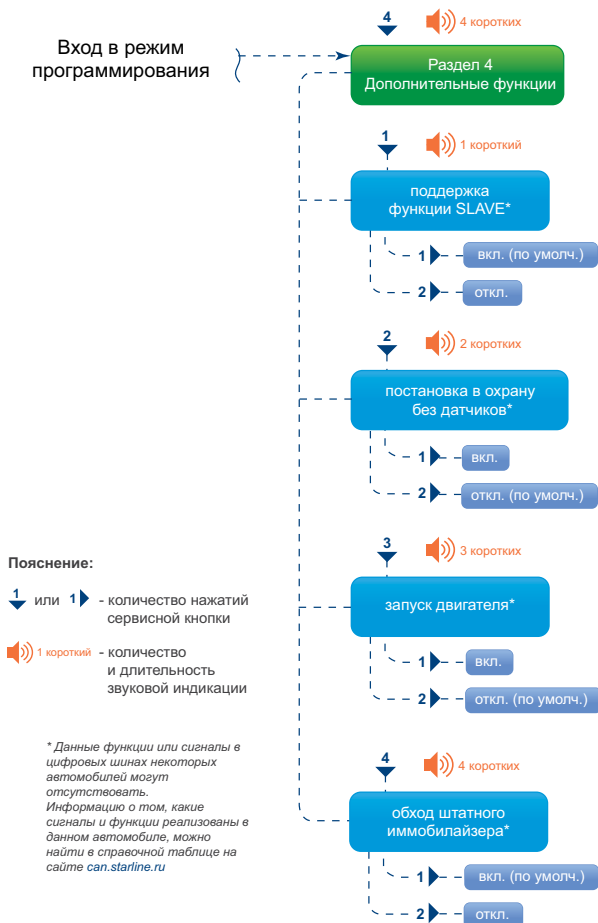 4
4 коротких
Вход в режим
программирования
Раздел 4
Дополнительные функции
1
1 короткий
поддержка
функции SLAVE*
1
вкл. (по умолч.)
2
откл.
2
2 коротких
постановка в охрану
без датчиков*
1
вкл.
2
откл. (по умолч.)
3
3 коротких
запуск двигателя*
1
вкл.
2
откл. (по умолч.)
4
4 коротких
обход штатного
иммобилайзера*
1
вкл. (по умолч.)
2
откл.
Пояснение:
1 или 1 - количество нажатий
сервисной кнопки
1 короткий - количество
и длительность
звуковой индикации
* Данные функции или сигналы в
цифровых шинах некоторых
автомобилей могут
отсутствовать.
Информацию о том, какие
сигналы и функции реализованы в
данном автомобиле, можно
найти в справочной таблице на
сайте can.starline.ru